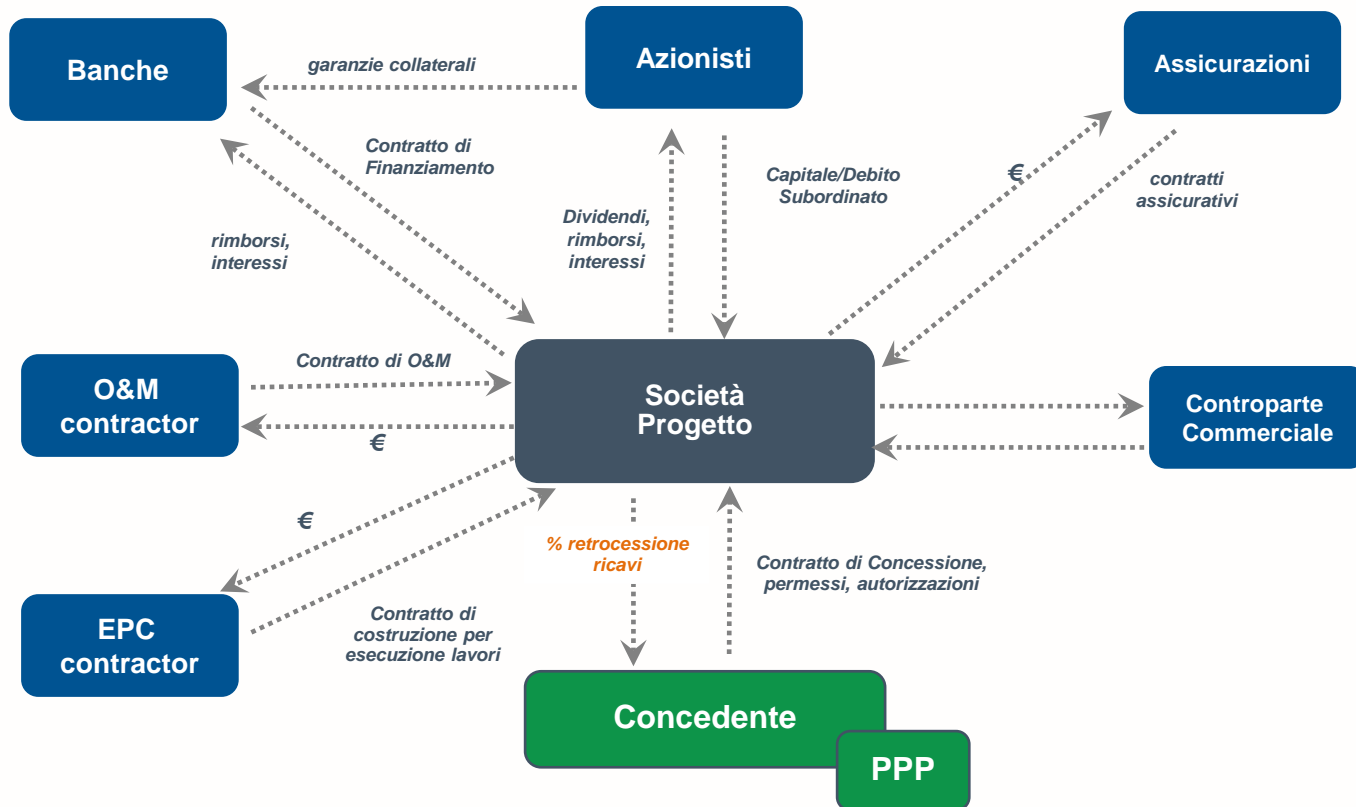 Banche
garanzie collaterali
Azionisti
Assicurazioni
Contratto di
Finanziamento
Capitale/Debito
Subordinato
€
contratti
assicurativi
rimborsi,
interessi
Dividendi,
rimborsi,
interessi
Contratto di O&M
O&M
contractor
€
Società
Progetto
Controparte
Commerciale
€
% retrocessione
ricavi
Contratto di Concessione,
permessi, autorizzazioni
EPC
contractor
Contratto di
costruzione per
esecuzione lavori
Concedente
PPP